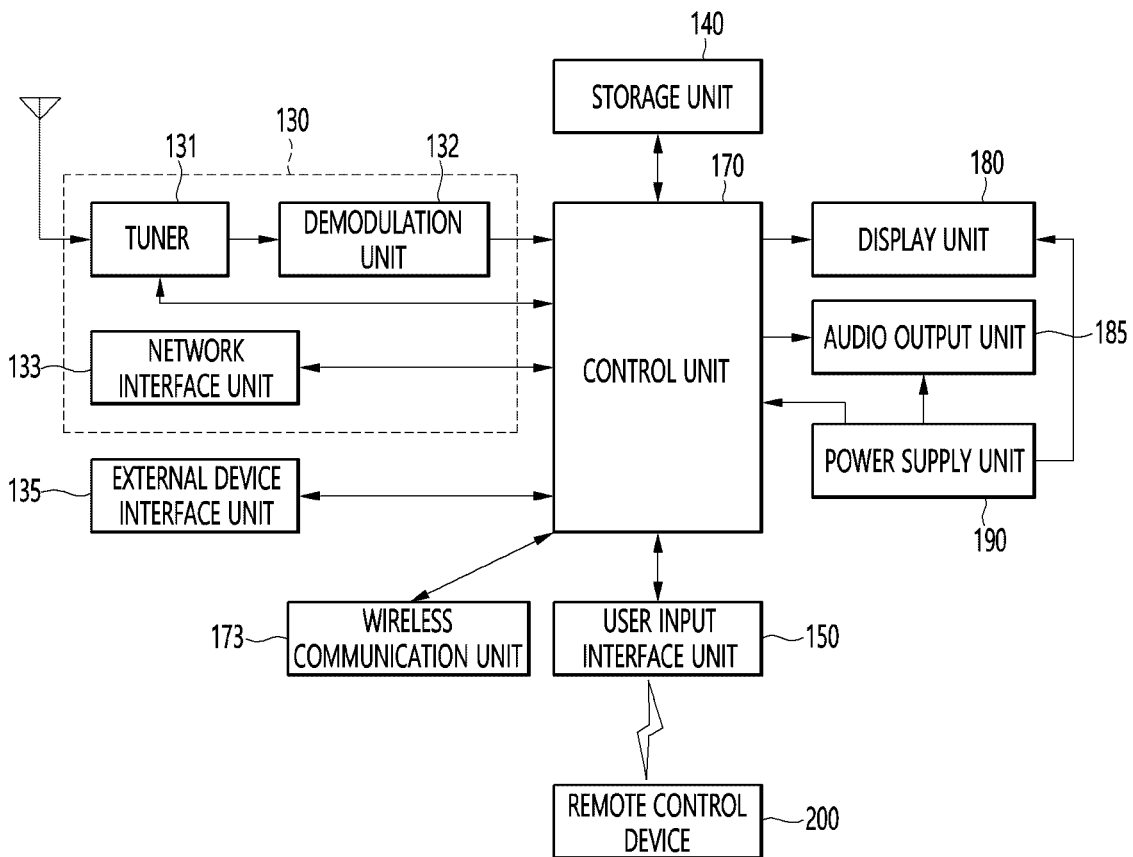 140
STORAGE UNIT
130
131
132
170
180
TUNER
DEMODULATION
UNIT
DISPLAY UNIT
AUDIO OUTPUT UNIT
185
133
NETWORK
INTERFACE UNIT
CONTROL UNIT
POWER SUPPLY UNIT
190
135
EXTERNAL DEVICE
INTERFACE UNIT
173
WIRELESS
COMMUNICATION UNIT
USER INPUT
INTERFACE UNIT
150
REMOTE CONTROL
DEVICE
200